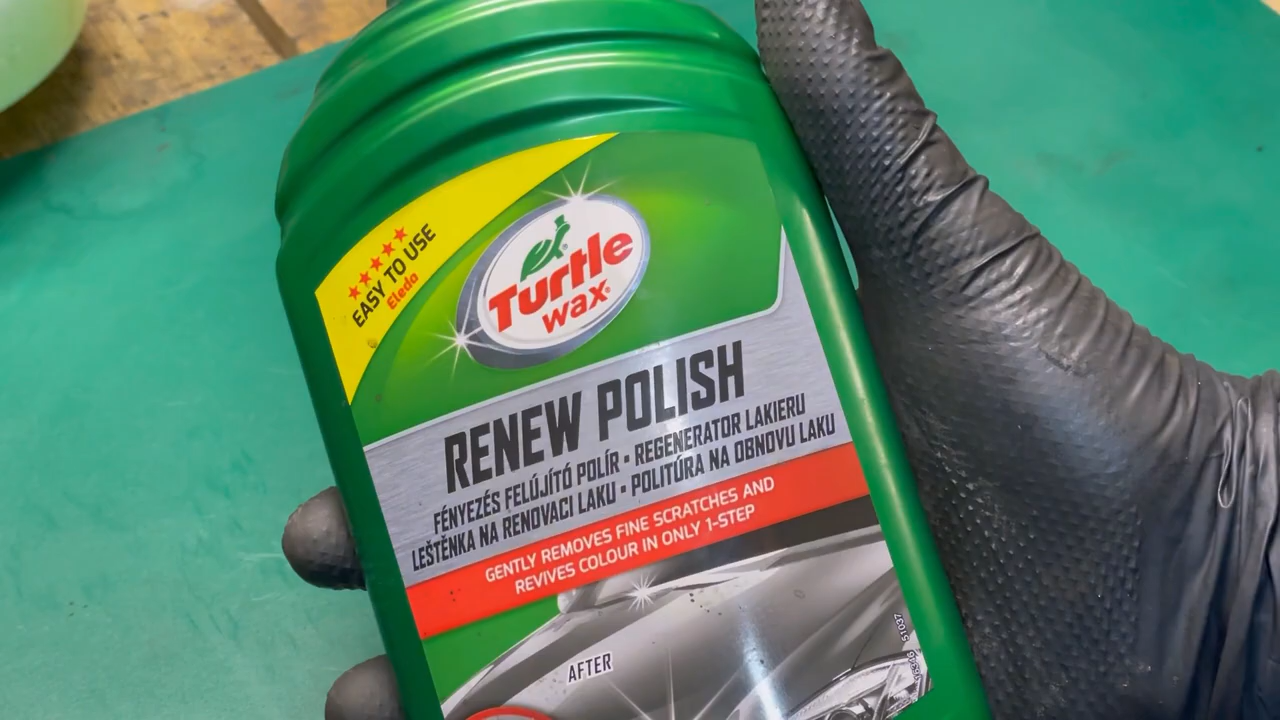 EASY TO USE
Eleda
Turtle
wax
RENEW POLISH
FÉNYEZÉS FELÚJÍTÓ POLÍR • REGENERATOR LAKIERU
LEŠTĚNKA NA RENOVACI LAKU • POLITÚRA NA OBNOVU LAKU
GENTLY REMOVES FINE SCRATCHES AND
REVIVES COLOUR IN ONLY 1-STEP
AFTER
51037